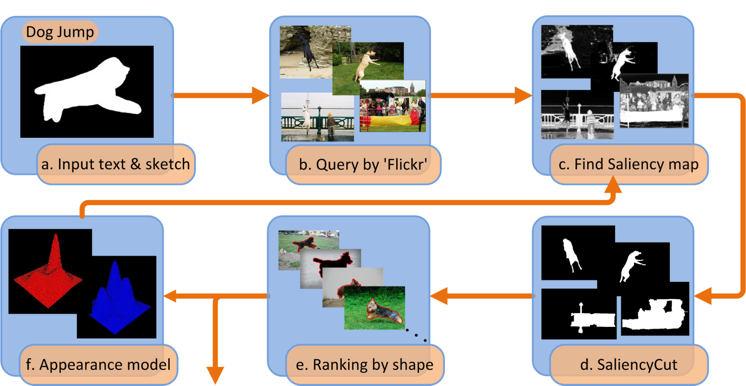 Dog Jump
a. Input text & sketch
b. Query by 'Flickr'
c. Find Saliency map
f. Appearance model
e. Ranking by shape
d. SaliencyCut